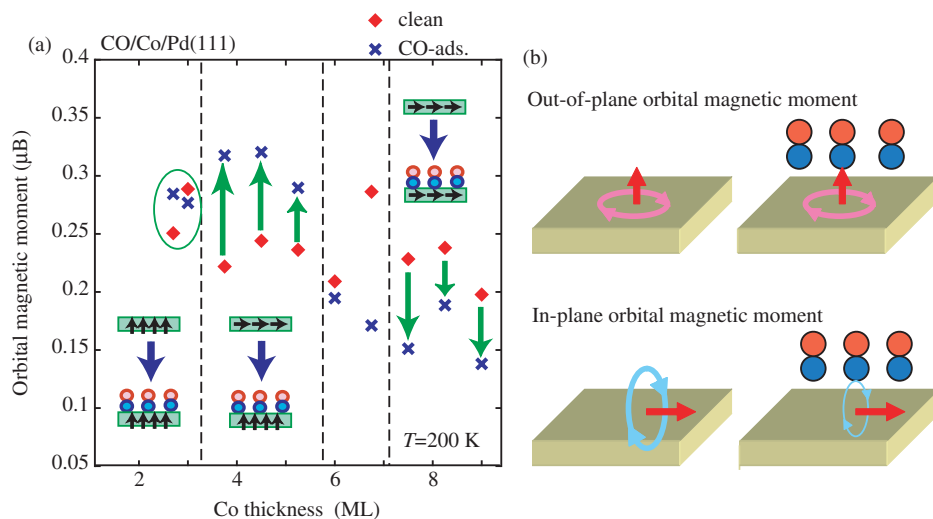 (a)
CO/Co/Pd(111)
clean
CO-ads.
Orbital magnetic moment (μB)
0.4
0.35
0.3
0.25
0.2
0.15
0.1
0.05
T=200 K
2
4
6
8
Co thickness (ML)
(b)
Out-of-plane orbital magnetic moment
In-plane orbital magnetic moment